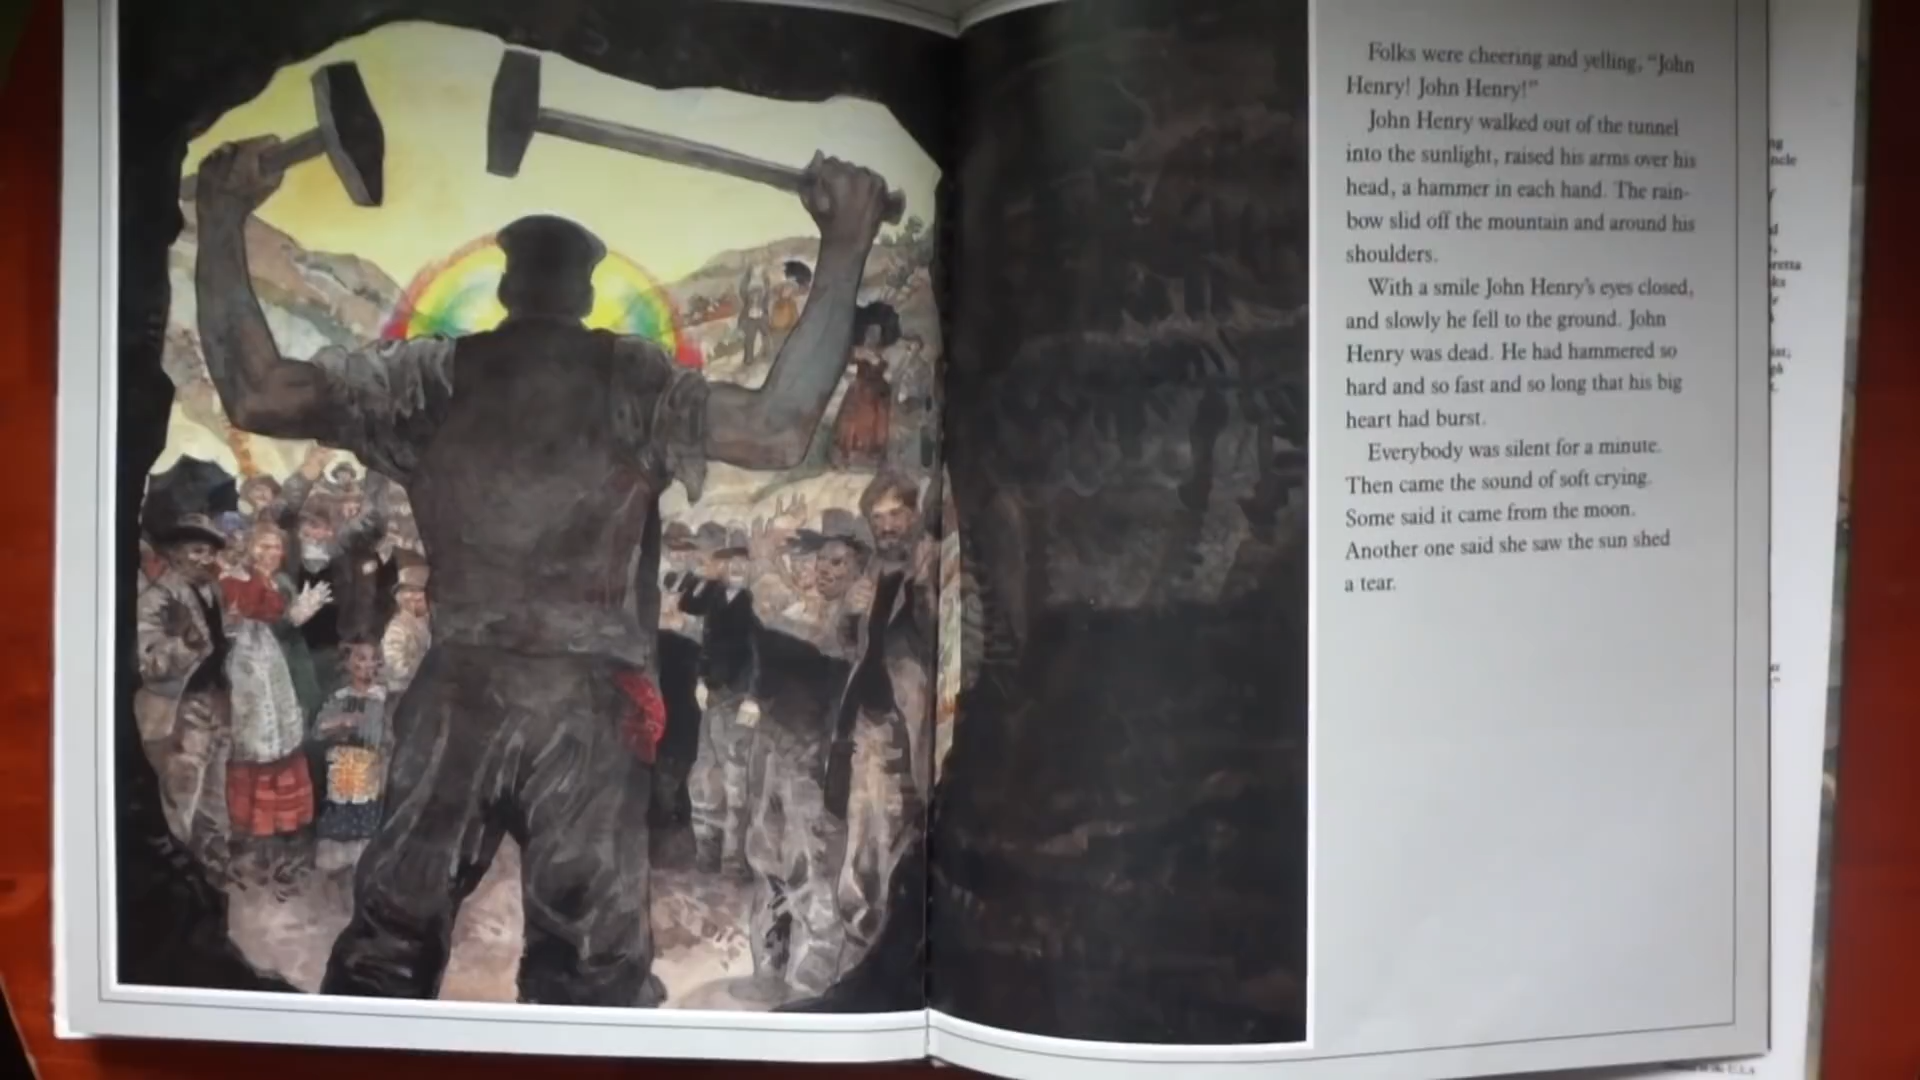 Folks were cheering and yelling, “John
Henry! John Henry!”
John Henry walked out of the tunnel
into the sunlight, raised his arms over his
head, a hammer in each hand. The rain-
bow slid off the mountain and around his
shoulders.
With a smile John Henry’s eyes closed,
and slowly he fell to the ground. John
Henry was dead. He had hammered so
hard and so fast and so long that his big
heart had burst.
Everybody was silent for a minute.
Then came the sound of soft crying.
Some said it came from the moon.
Another one said she saw the sun shed
a tear.